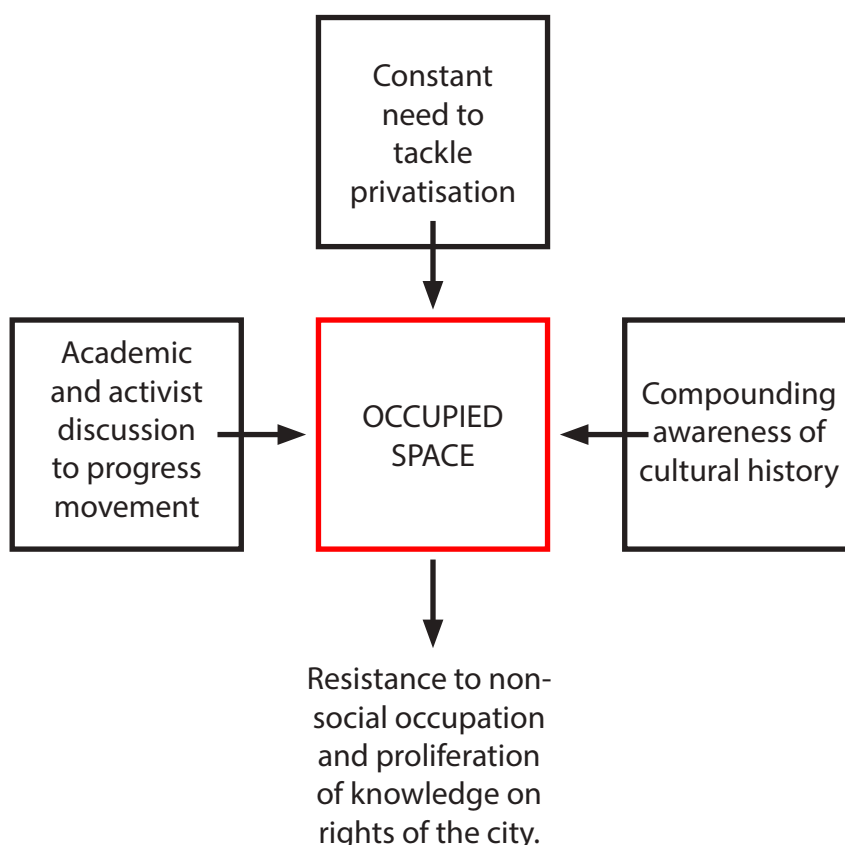 Constant
need to
tackle
privatisation
Academic
and activist
discussion
to progress
movement
OCCUPIED
SPACE
Compounding
awareness of
cultural history
Resistance to non-
social occupation
and proliferation
of knowledge on
rights of the city.